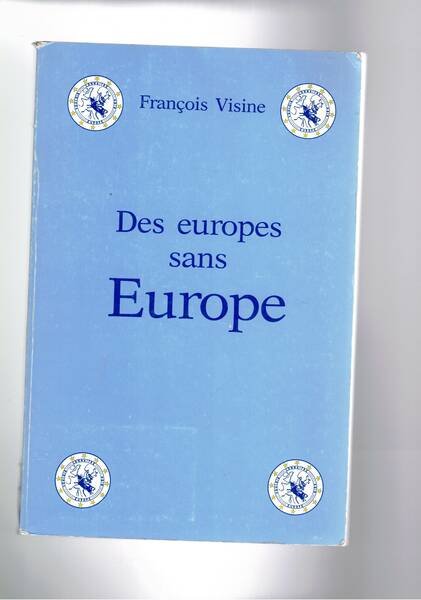 François Visine
Des europes
sans
Europe